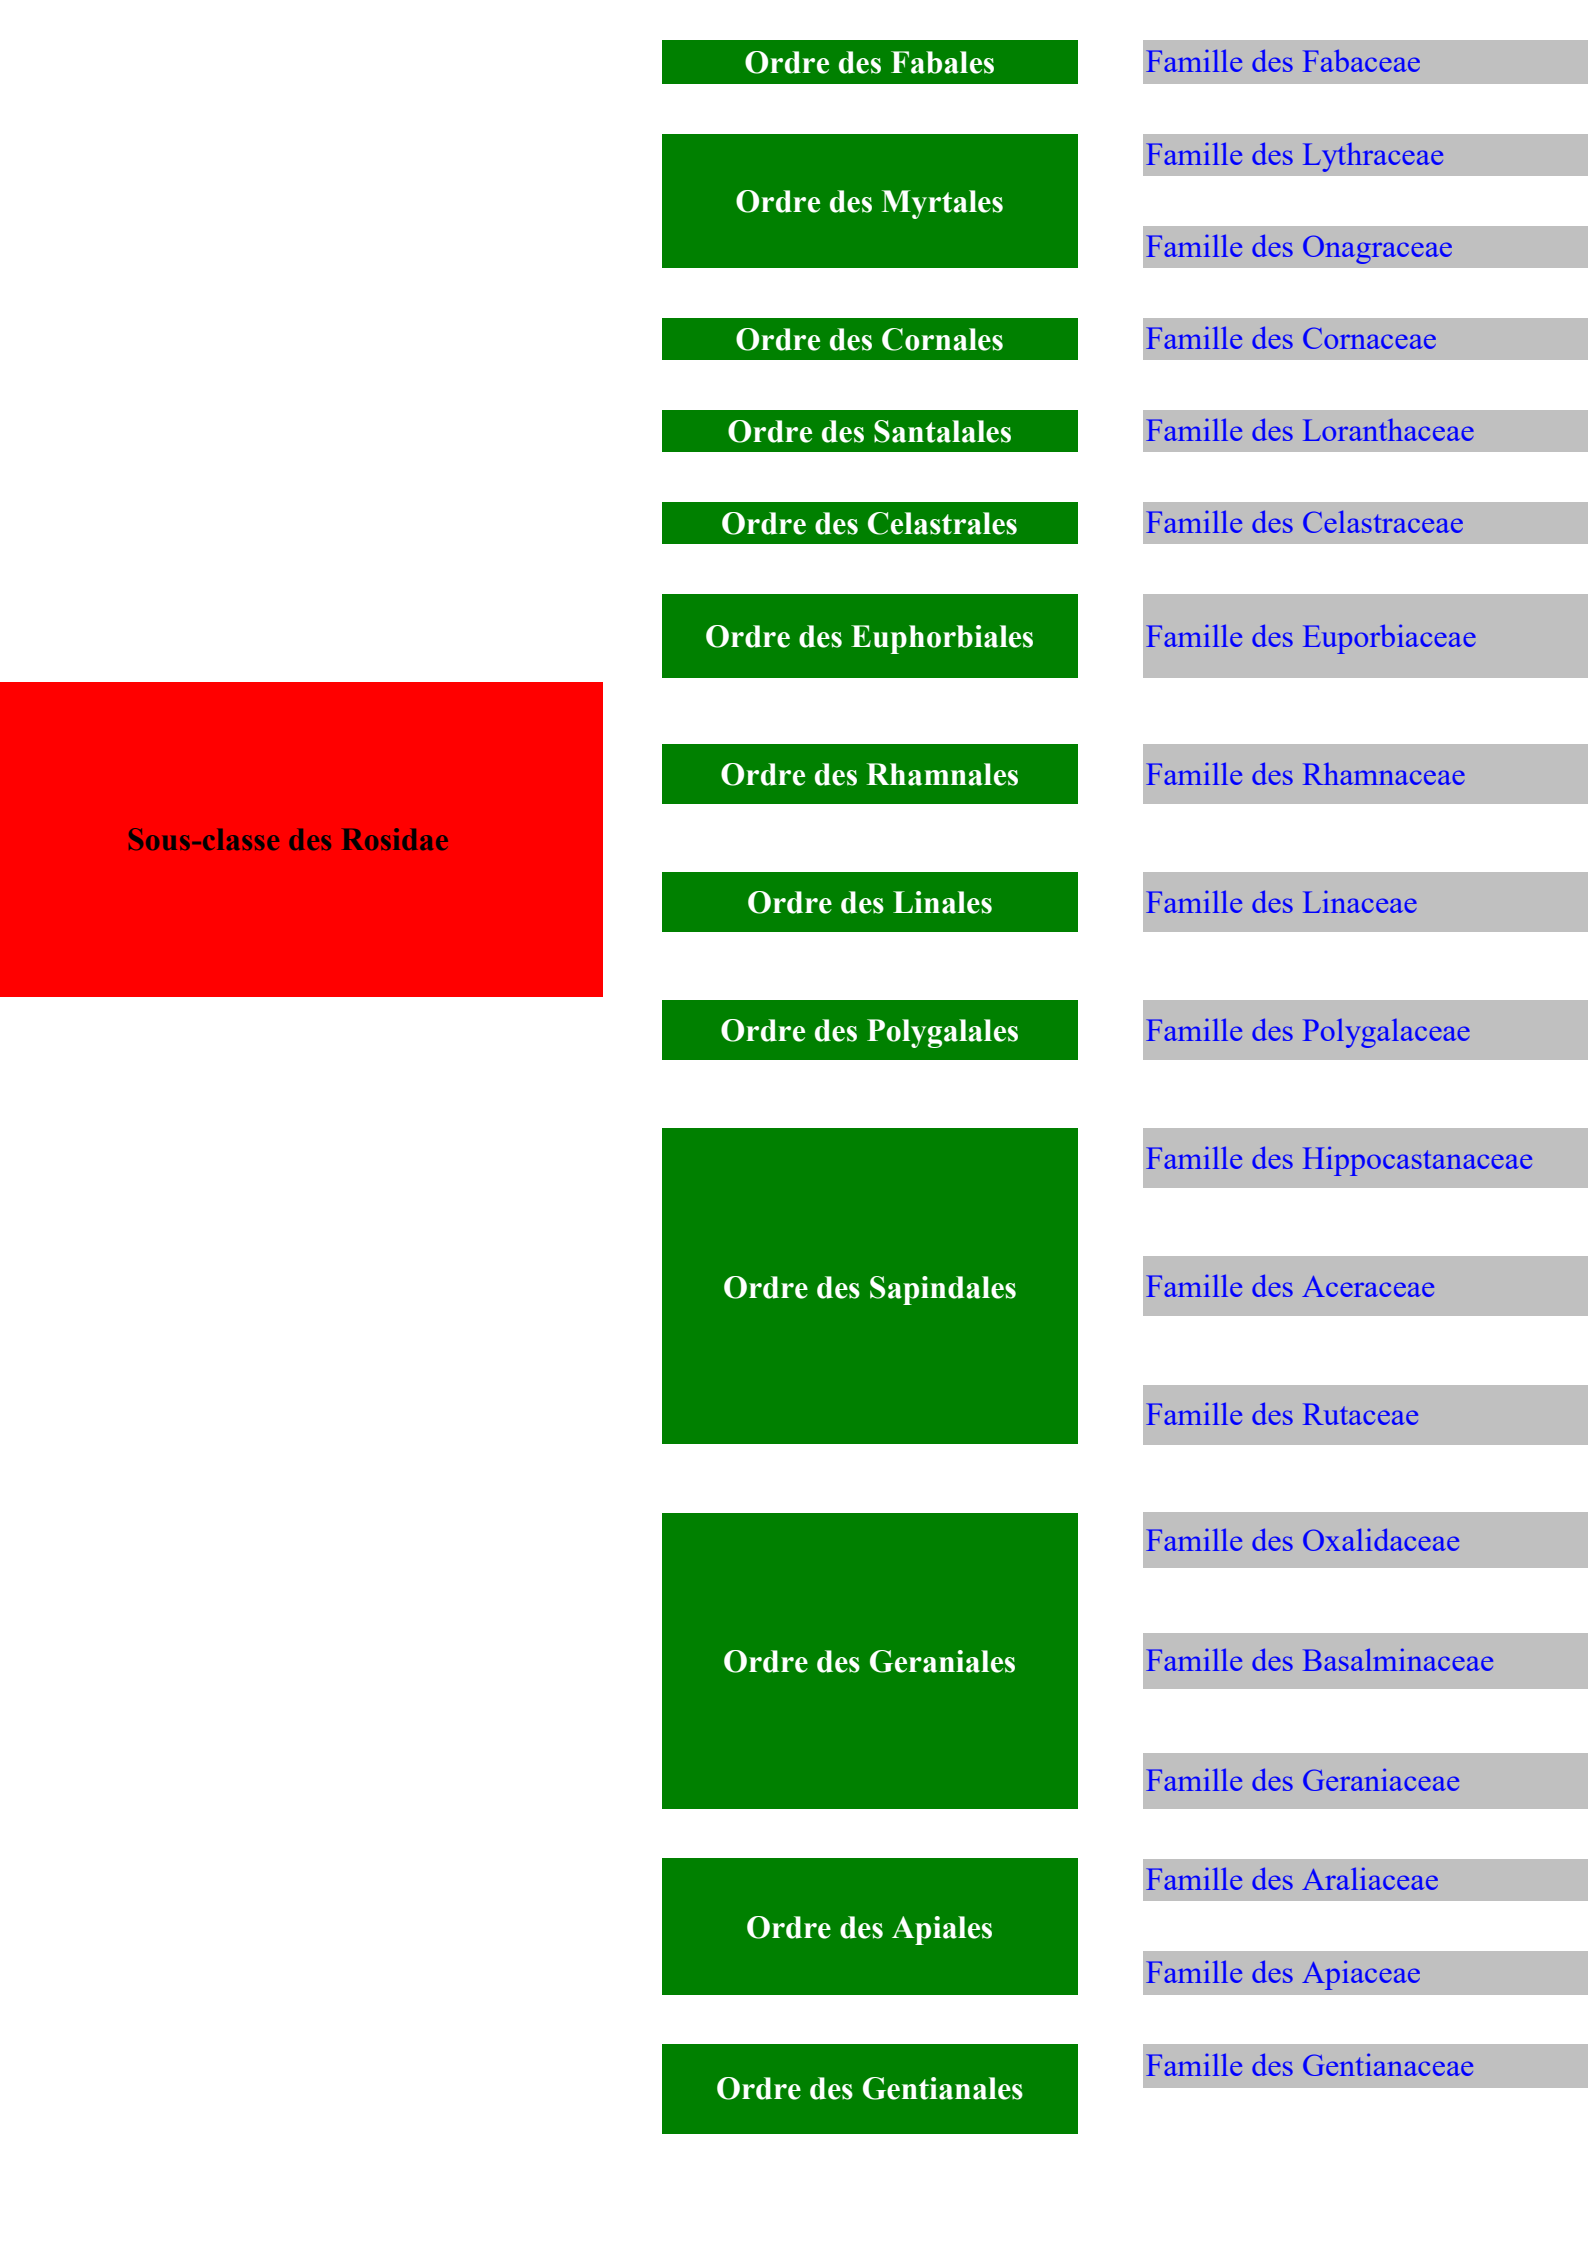 Ordre des Fabales
Famille des Fabaceae
Ordre des Myrtales
Famille des Lythraceae
Famille des Onagraceae
Ordre des Cornales
Famille des Cornaceae
Ordre des Santalales
Famille des Loranthaceae
Ordre des Celastrales
Famille des Celastraceae
Ordre des Euphorbiales
Famille des Euporbiaceae
Sous-classe des Rosidae
Ordre des Rhamnales
Famille des Rhamnaceae
Ordre des Linales
Famille des Linaceae
Ordre des Polygalales
Famille des Polygalaceae
Ordre des Sapindales
Famille des Hippocastanaceae
Famille des Aceraceae
Famille des Rutaceae
Ordre des Geraniales
Famille des Oxalidaceae
Famille des Basalminaceae
Famille des Geraniaceae
Ordre des Apiales
Famille des Araliaceae
Famille des Apiaceae
Ordre des Gentianales
Famille des Gentianaceae